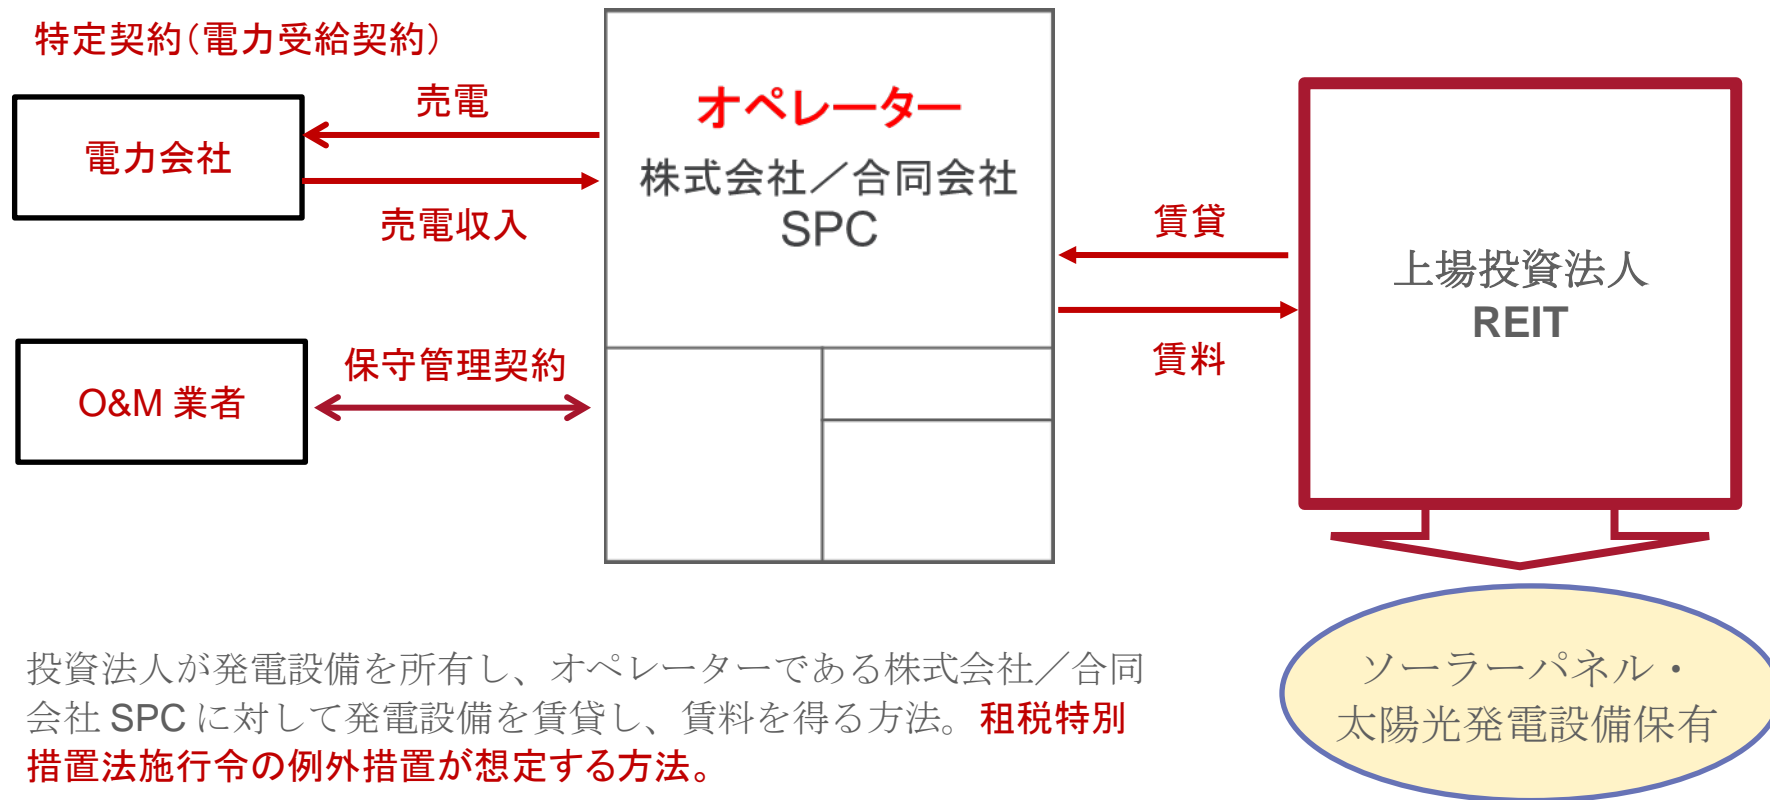 特定契約（電力受給契約）
売電
電力会社
売電収入
オペレーター
株式会社／合同会社
SPC
賃貸
賃料
上場投資法人
REIT
O&M 業者
保守管理契約
ソーラーパネル・
太陽光発電設備保有
投資法人が発電設備を所有し、オペレーターである株式会社／合同
会社 SPC に対して発電設備を賃貸し、賃料を得る方法。租税特別
措置法施行令の例外措置が想定する方法。